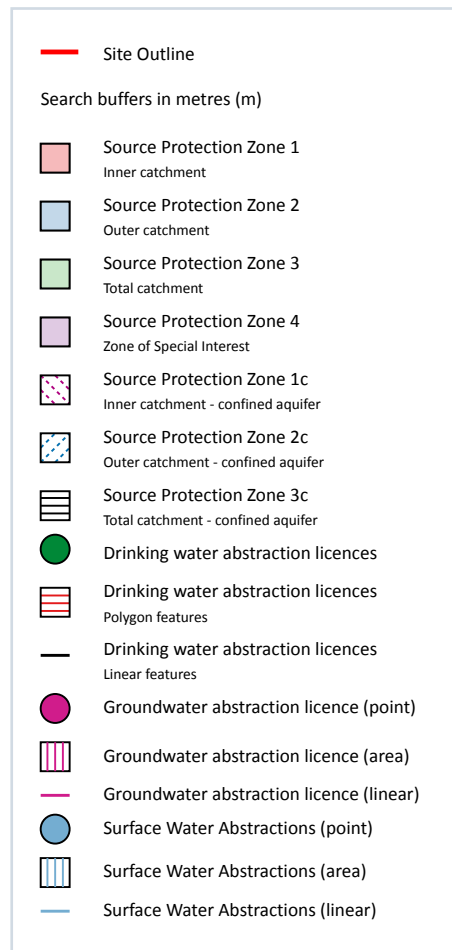 Site Outline
Search buffers in metres (m)
Source Protection Zone 1
Inner catchment
Source Protection Zone 2
Outer catchment
Source Protection Zone 3
Total catchment
Source Protection Zone 4
Zone of Special Interest
Source Protection Zone 1c
Inner catchment - confined aquifer
Source Protection Zone 2c
Outer catchment - confined aquifer
Source Protection Zone 3c
Total catchment - confined aquifer
Drinking water abstraction licences
Drinking water abstraction licences
Polygon features
Drinking water abstraction licences
Linear features
Groundwater abstraction licence (point)
Groundwater abstraction licence (area)
Groundwater abstraction licence (linear)
Surface Water Abstractions (point)
Surface Water Abstractions (area)
Surface Water Abstractions (linear)